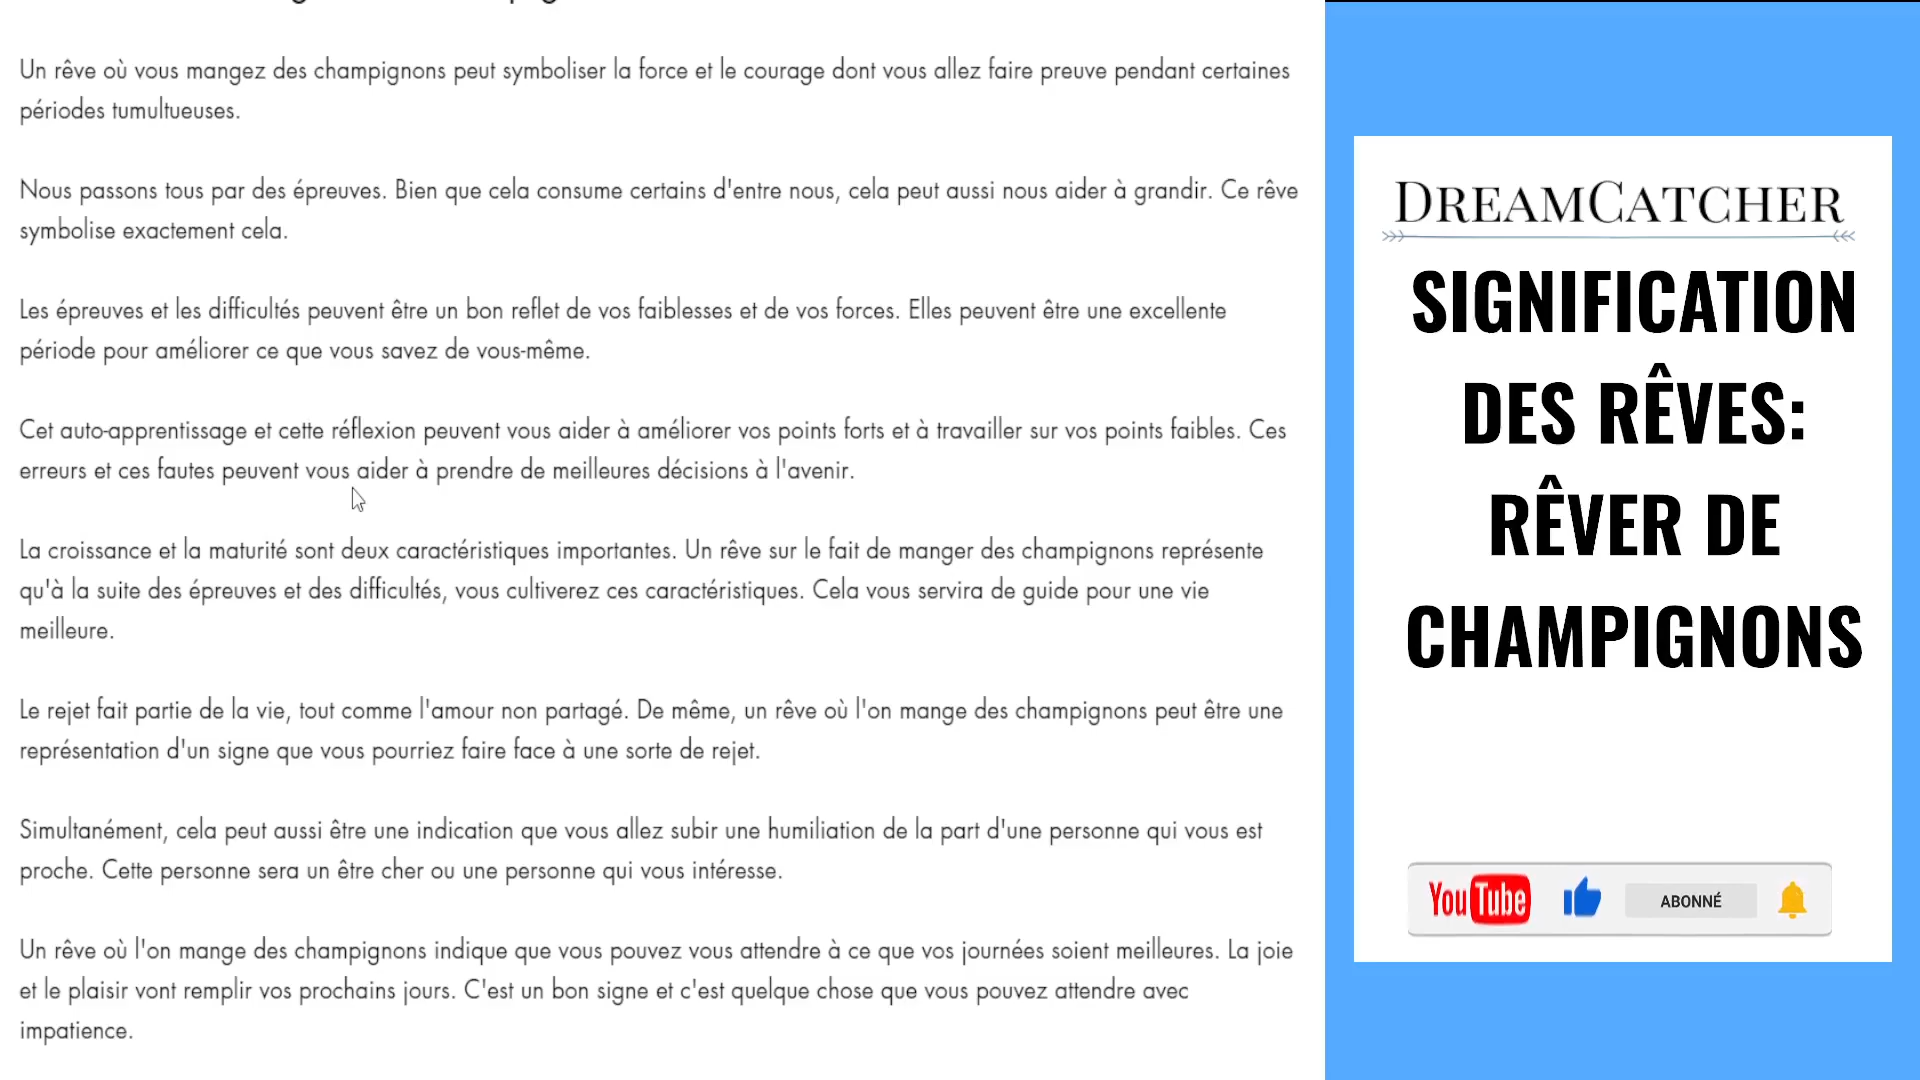 Un rêve où vous mangez des champignons peut symboliser la force et le courage dont vous allez faire preuve pendant certaines
périodes tumultueuses.
Nous passons tous par des épreuves. Bien que cela consume certains d'entre nous, cela peut aussi nous aider à grandir. Ce rêve
symbolise exactement cela.
Les épreuves et les difficultés peuvent être un bon reflet de vos faiblesses et de vos forces. Elles peuvent être une excellente
période pour améliorer ce que vous savez de vous-même.
Cet auto-apprentissage et cette réflexion peuvent vous aider à améliorer vos points forts et à travailler sur vos points faibles. Ces
erreurs et ces fautes peuvent vous aider à prendre de meilleures décisions à l'avenir.
La croissance et la maturité sont deux caractéristiques importantes. Un rêve sur le fait de manger des champignons représente
qu'à la suite des épreuves et des difficultés, vous cultiverez ces caractéristiques. Cela vous servira de guide pour une vie
meilleure.
Le rejet fait partie de la vie, tout comme l'amour non partagé. De même, un rêve où l'on mange des champignons peut être une
représentation d'un signe que vous pourriez faire face à une sorte de rejet.
Simultanément, cela peut aussi être une indication que vous allez subir une humiliation de la part d'une personne qui vous est
proche. Cette personne sera un être cher ou une personne qui vous intéresse.
Un rêve où l'on mange des champignons indique que vous pouvez vous attendre à ce que vos journées soient meilleures. La joie
et le plaisir vont remplir vos prochains jours. C'est un bon signe et c'est quelque chose que vous pouvez attendre avec
impatience.
DREAMCATCHER
SIGNIFICATION
DES RÊVES:
RÊVER DE
CHAMPIGNONS
YouTube
ABONNÉ